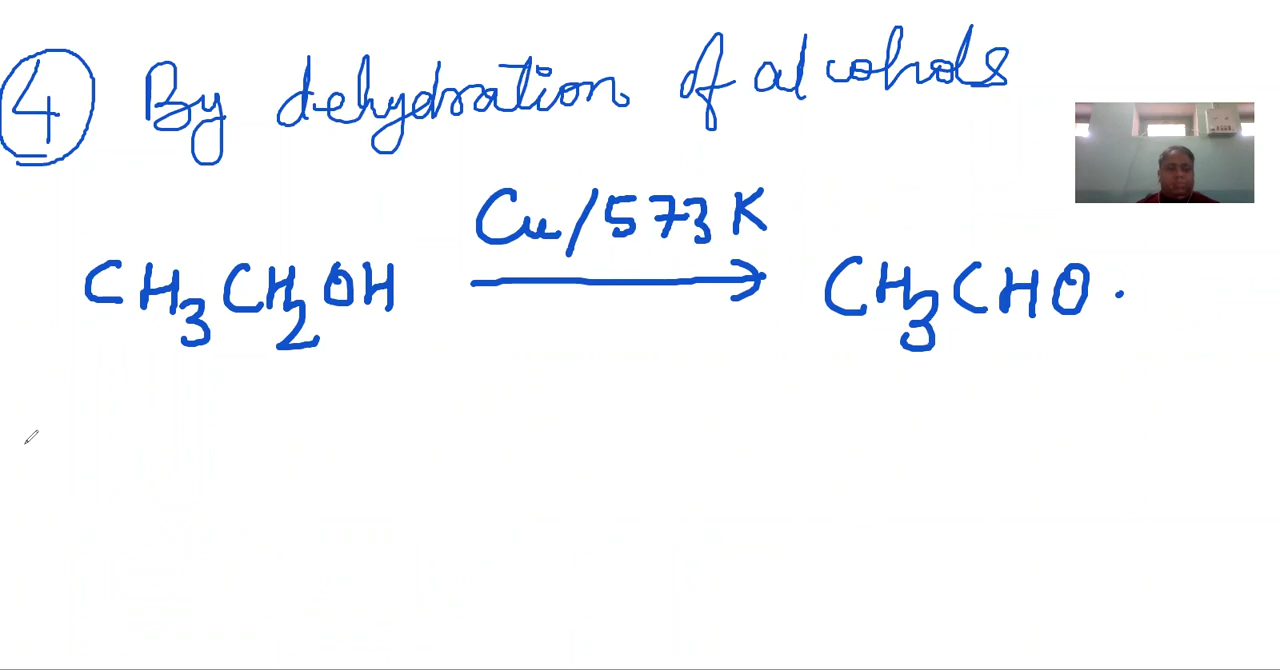 4 By dehydration of alcohols
Cu/573 K
CH3CH2OH → CH3CHO.